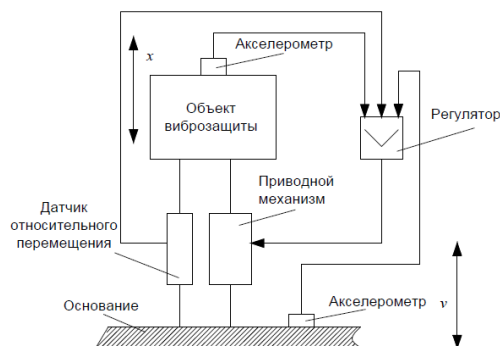 x
Акселерометр
Объект
виброзащиты
Регулятор
Приводной
механизм
Датчик
относительного
перемещения
Основание
Акселерометр
v